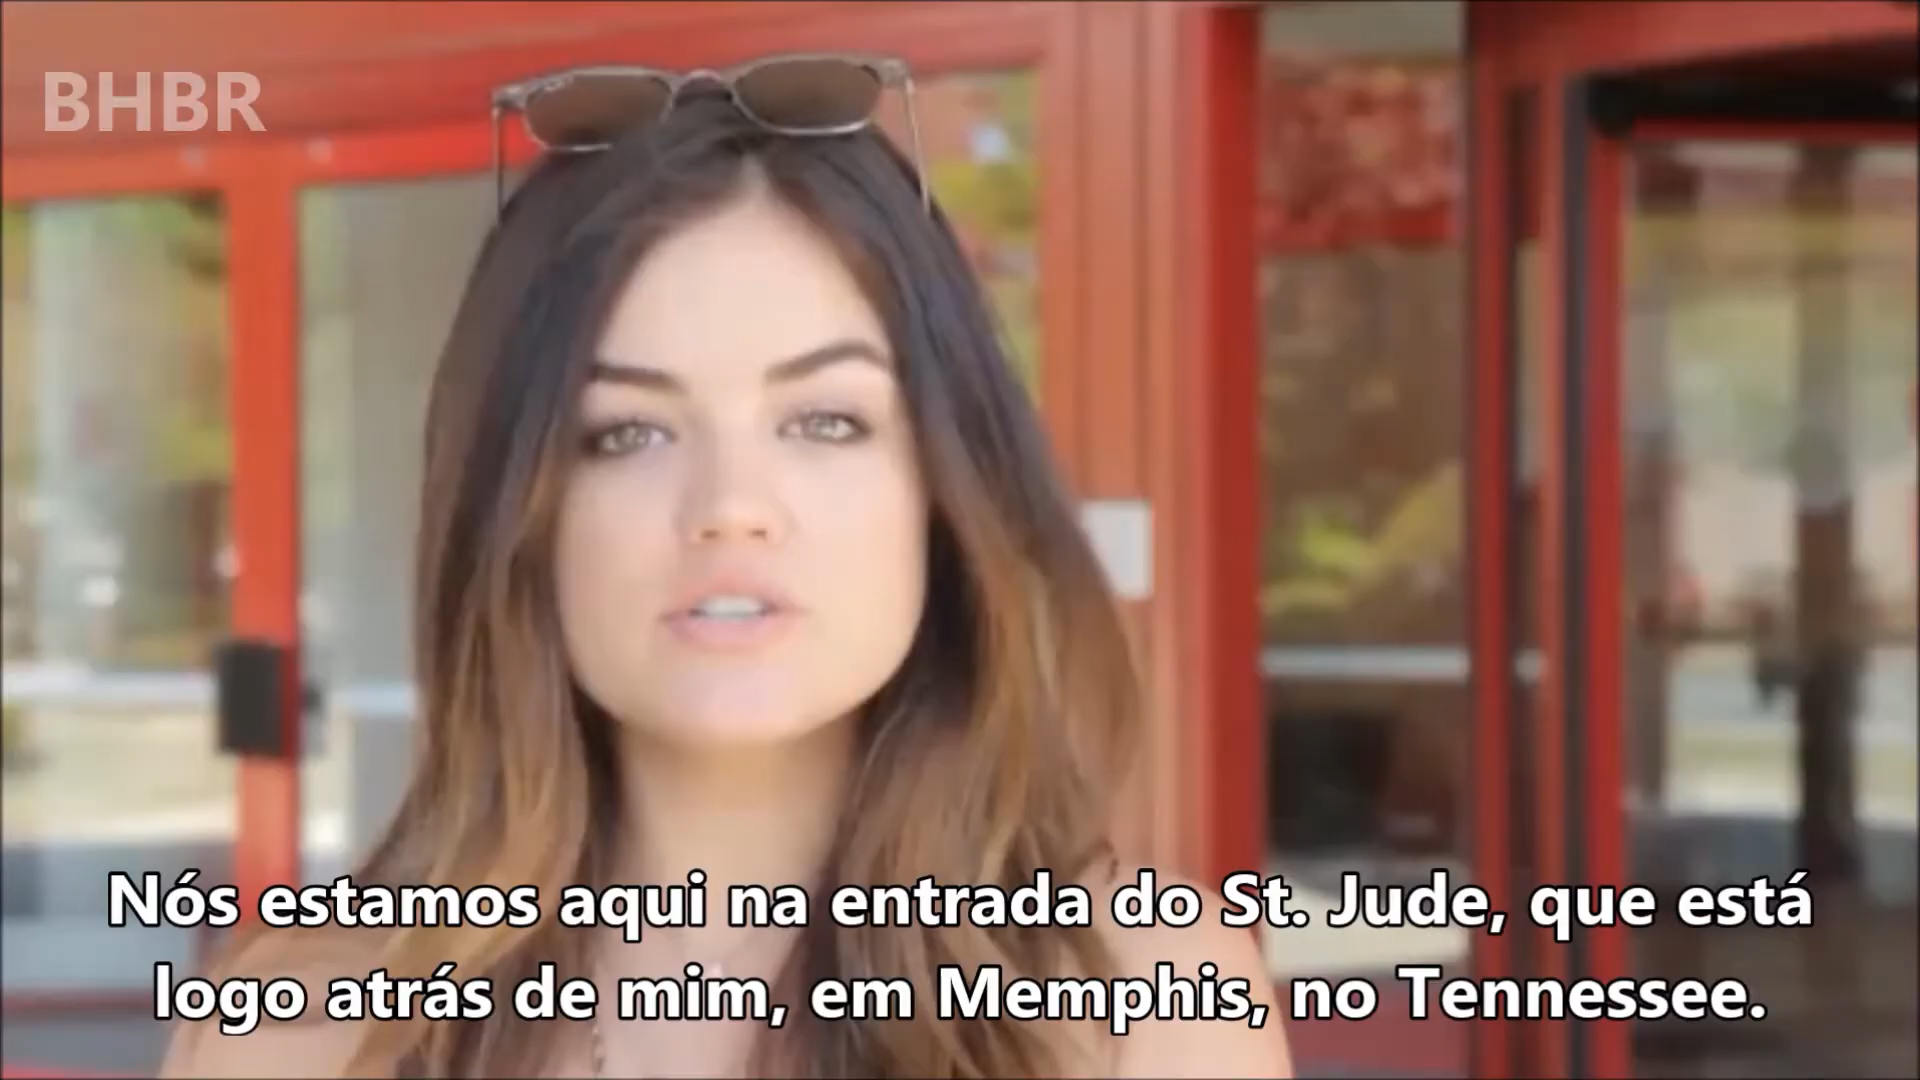 BHBR
Nós estamos aqui na entrada do St. Jude, que está
logo atrás de mim, em Memphis, no Tennessee.